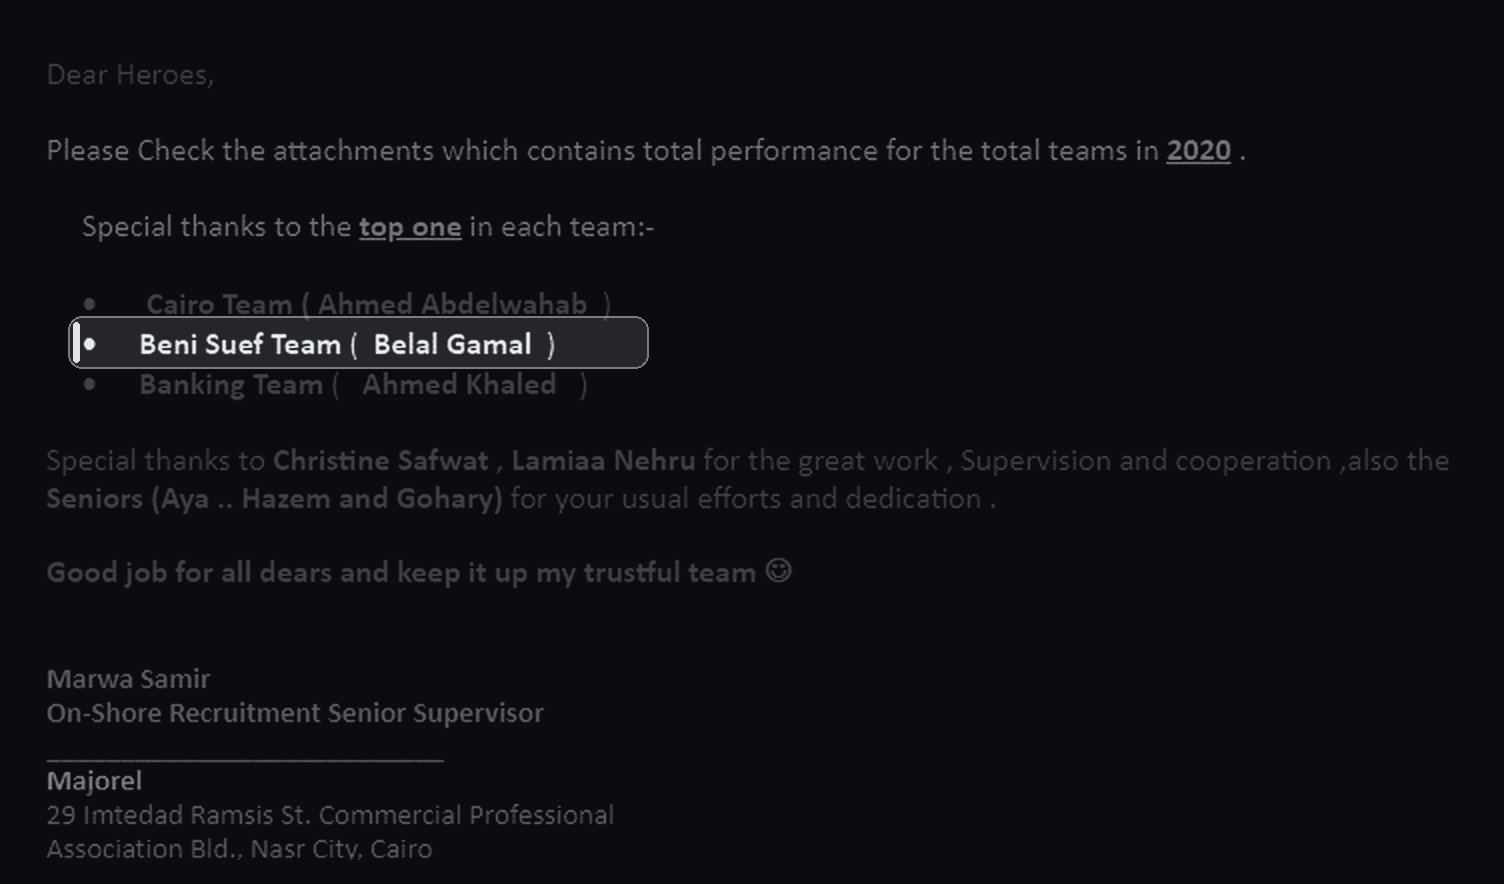 Dear Heroes,
Please Check the attachments which contains total performance for the total teams in 2020 .
Special thanks to the top one in each team:-
• Cairo Team ( Ahmed Abdelwahab )
• Beni Suef Team ( Belal Gamal )
• Banking Team ( Ahmed Khaled )
Special thanks to Christine Safwat , Lamiaa Nehru for the great work , Supervision and cooperation ,also the
Seniors (Aya .. Hazem and Gohary) for your usual efforts and dedication .
Good job for all dears and keep it up my trustful team ☺
Marwa Samir
On-Shore Recruitment Senior Supervisor
Majorel
29 Imtedad Ramsis St. Commercial Professional
Association Bld., Nasr City, Cairo